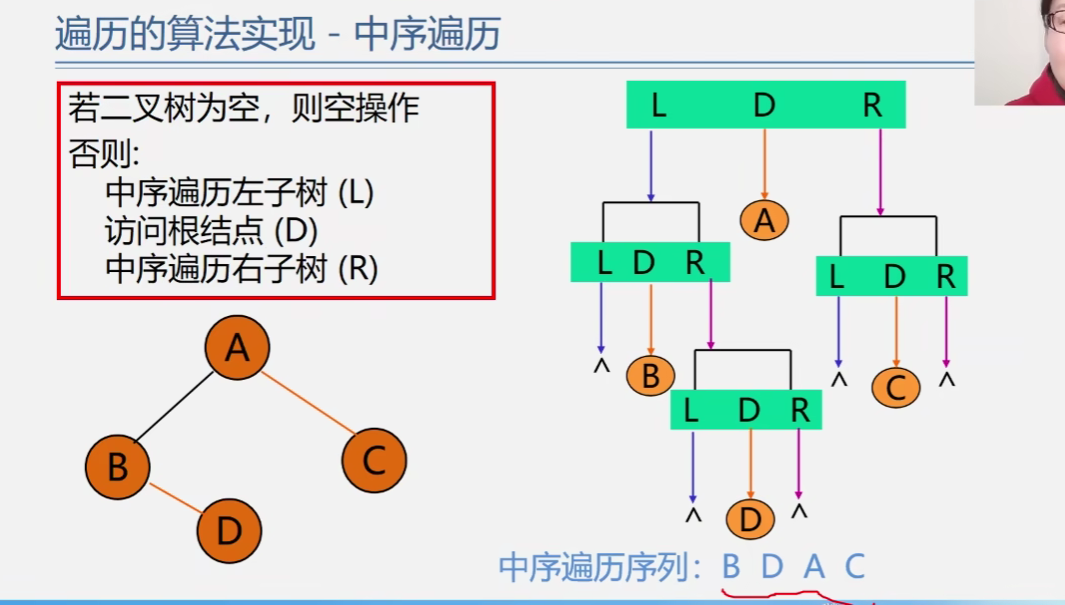 遍历的算法实现 - 中序遍历
若二叉树为空，则空操作
否则:
中序遍历左子树 (L)
访问根结点 (D)
中序遍历右子树 (R)
A
B
C
D
L D R
A
L D R
L D R
^
B
^
C
^
L D R
^
D
^
中序遍历序列：B D A C